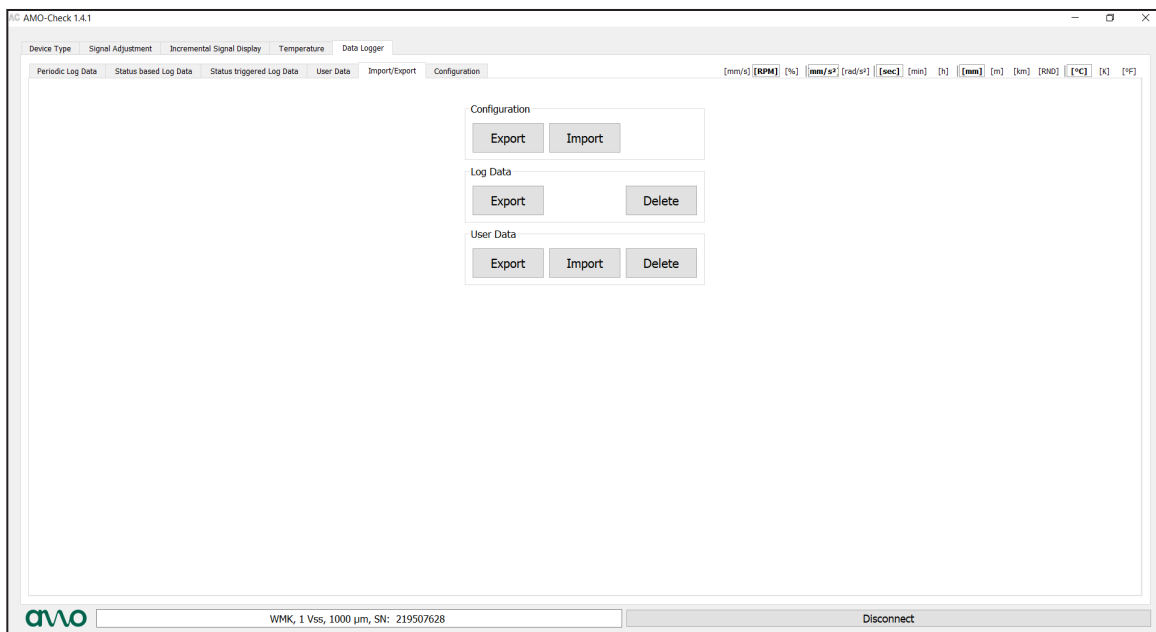 AC AMO-Check 1.4.1
Device Type Signal Adjustment Incremental Signal Display Temperature Data Logger
Periodic Log Data Status based Log Data Status triggered Log Data User Data Import/Export Configuration [mm/s] [RPM] [%] [mm/s²] [rad/s²] [sec] [min] [h] [mm] [m] [km] [RND] [°C] [K] [°F]
Configuration
Export Import
Log Data
Export Delete
User Data
Export Import Delete
amo WMK, 1 Vss, 1000 µm, SN: 219507628 Disconnect